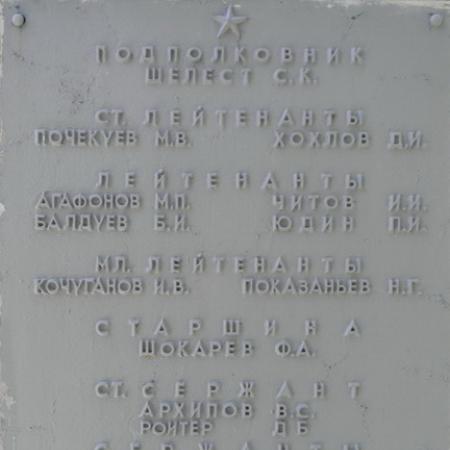 ПОДПОЛКОВНИК
ШЕЛЕСТ С.К.
СТ. ЛЕЙТЕНАНТЫ
ПОЧЕКУЕВ М.В. ХОХЛОВ Д.И.
ЛЕЙТЕНАНТЫ
АГАФОНОВ М.П. ЧИТОВ И.И.
БАЛДУЕВ Б.И. ЮДИН П.И.
МЛ. ЛЕЙТЕНАНТЫ
КОЧУГАНОВ И.В. ПОКАЗАНЬЕВ Н.Г.
СТАРШИНА
ШОКАРЕВ Ф.А.
СТ. СЕРЖАНТ
АРХИПОВ В.С.
РОЙТЕР Д Б
СЕРЖАНТЫ